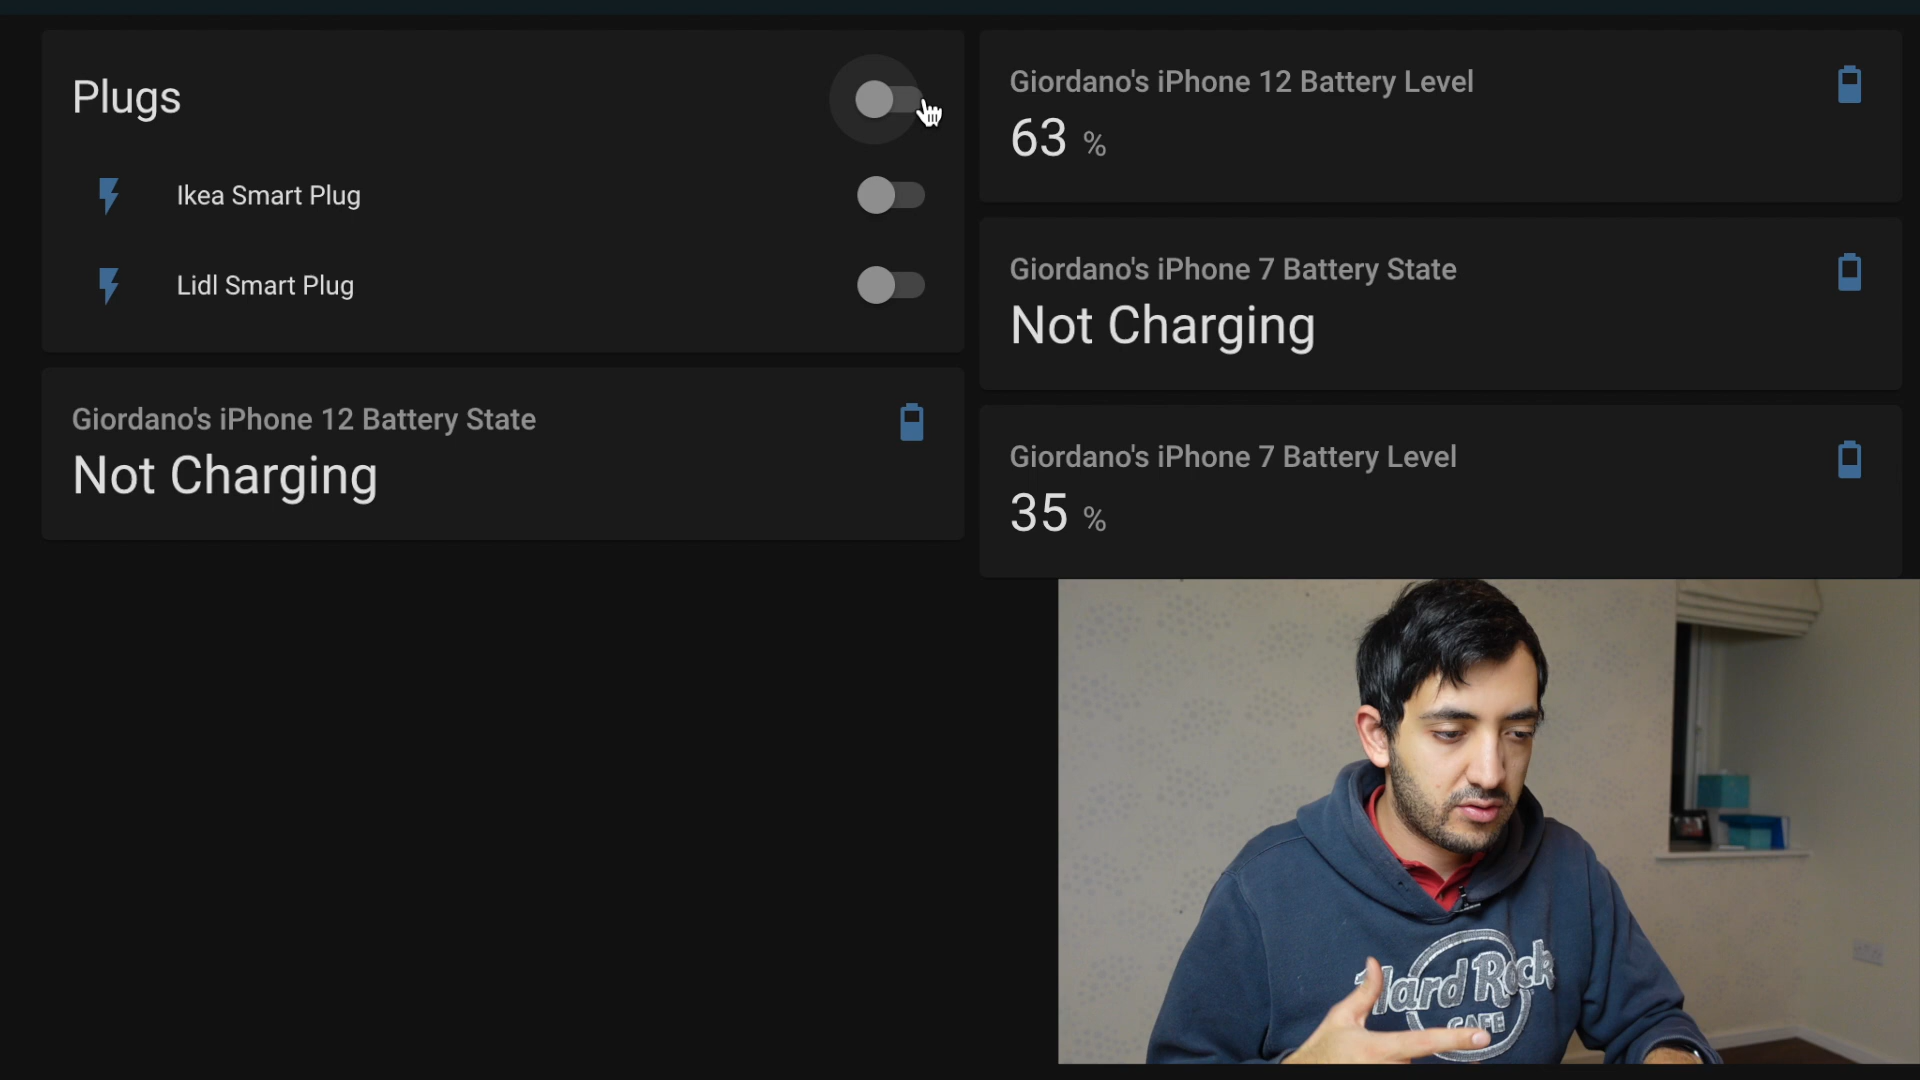 Plugs
Ikea Smart Plug
Lidl Smart Plug
Giordano's iPhone 12 Battery State
Not Charging
Giordano's iPhone 12 Battery Level
63 %
Giordano's iPhone 7 Battery State
Not Charging
Giordano's iPhone 7 Battery Level
35 %
Hard Rock
CAFE